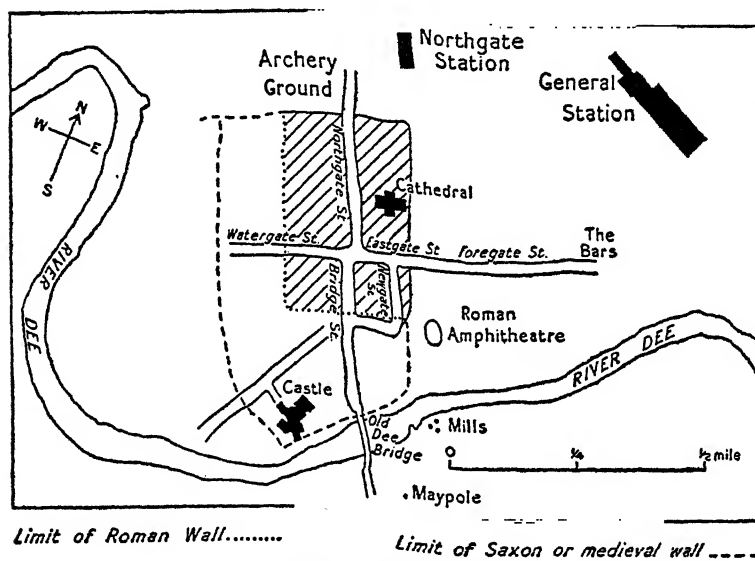 Archery
Ground
Northgate
Station
General
Station
N
W
E
S
Northgate St.
Cathedral
Watergate St.
Eastgate St.
Foregate St.
The
Bars
Newgate
St.
Bridge St.
Roman
Amphitheatre
RIVER
DEE
RIVER DEE
Castle
Old
Dee
Bridge
Mills
0
1/4
1/2 mile
Maypole
Limit of Roman Wall.........
Limit of Saxon or medieval wall ----